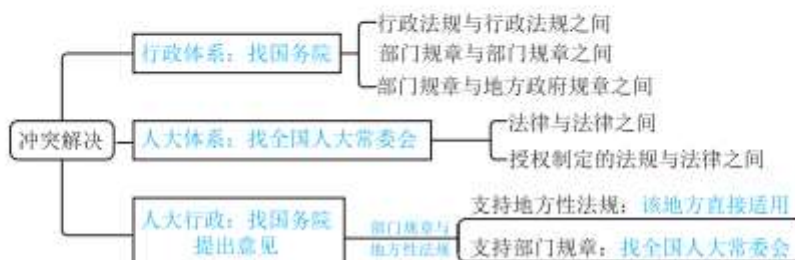 冲突解决
行政体系：找国务院
行政法规与行政法规之间
部门规章与部门规章之间
部门规章与地方政府规章之间
人大体系：找全国人大常委会
法律与法律之间
授权制定的法规与法律之间
人大行政：找国务院
提出意见
部门规章与
地方性法规
支持地方性法规：该地方直接适用
支持部门规章：找全国人大常委会